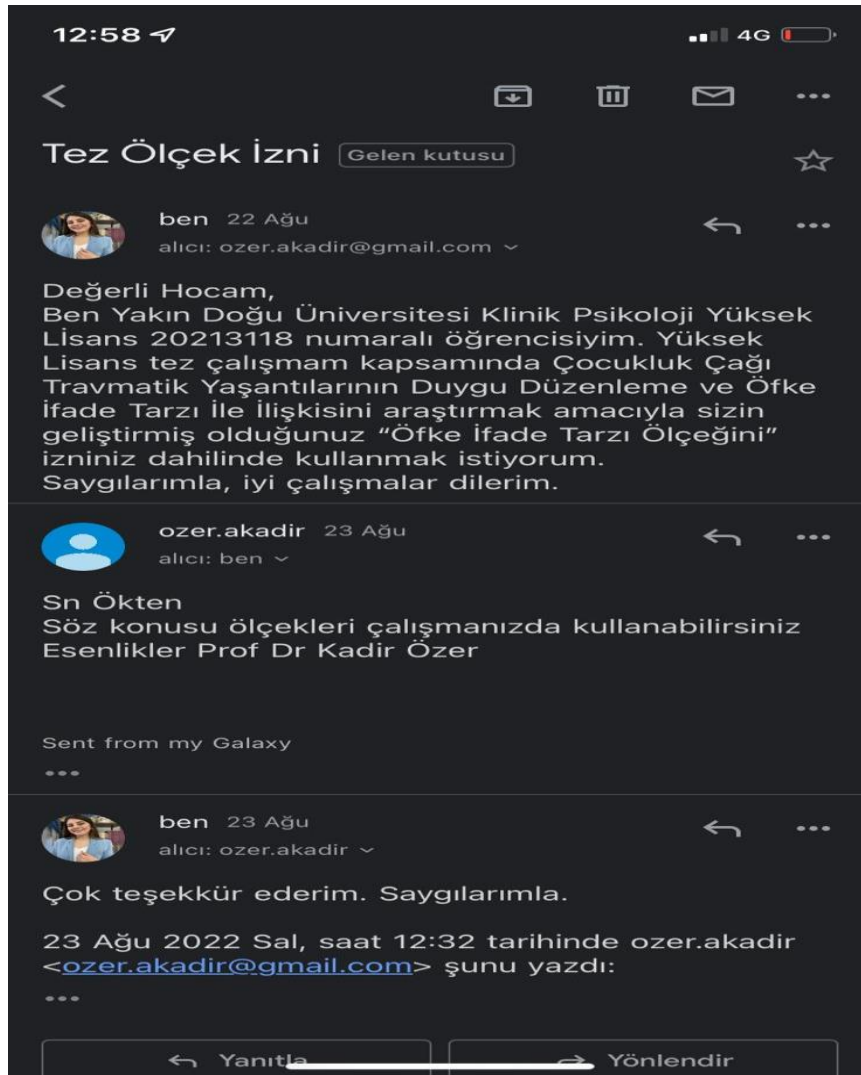 12:58
4G
Tez Ölçek İzni Gelen kutusu
ben 22 Ağu
alıcı: ozer.akadir@gmail.com
Değerli Hocam,
Ben Yakın Doğu Üniversitesi Klinik Psikoloji Yüksek
Lİsans 20213118 numaralı öğrencisiyim. Yüksek
Lisans tez çalışmam kapsamında Çocukluk Çağı
Travmatik Yaşantılarının Duygu Düzenleme ve Öfke
İfade Tarzı İle İlişkisini araştırmak amacıyla sizin
geliştirmiş olduğunuz “Öfke İfade Tarzı Ölçeğini”
izniniz dahilinde kullanmak istiyorum.
Saygılarımla, iyi çalışmalar dilerim.
ozer.akadir 23 Ağu
alıcı: ben
Sn Ökten
Söz konusu ölçekleri çalışmanızda kullanabilirsiniz
Esenlikler Prof Dr Kadir Özer
Sent from my Galaxy
ben 23 Ağu
alıcı: ozer.akadir
Çok teşekkür ederim. Saygılarımla.
23 Ağu 2022 Sal, saat 12:32 tarihinde ozer.akadir
<ozer.akadir@gmail.com> şunu yazdı:
Yanıtla
Yönlendir